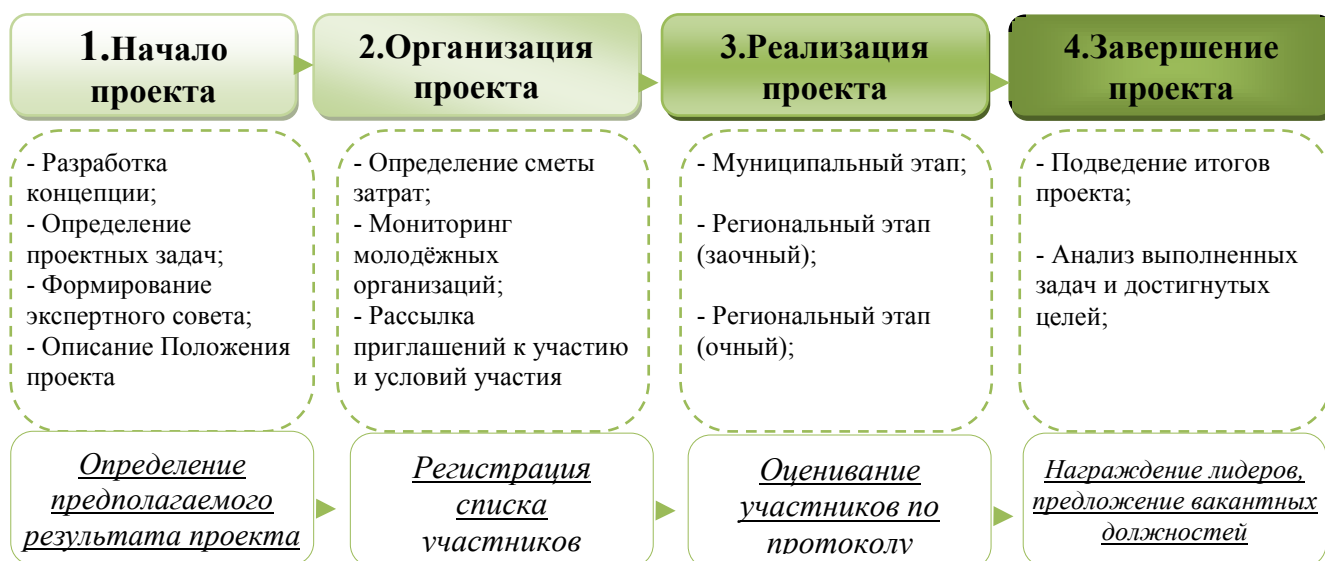 1.Начало
проекта
2.Организация
проекта
3.Реализация
проекта
4.Завершение
проекта
- Разработка
концепции;
- Определение
проектных задач;
- Формирование
экспертного совета;
- Описание Положения
проекта
- Определение сметы
затрат;
- Мониторинг
молодёжных
организаций;
- Рассылка
приглашений к участию
и условий участия
- Муниципальный этап;
- Региональный этап
(заочный);
- Региональный этап
(очный);
- Подведение итогов
проекта;
- Анализ выполненных
задач и достигнутых
целей;
Определение
предполагаемого
результата проекта
Регистрация
списка
участников
Оценивание
участников по
протоколу
Награждение лидеров,
предложение вакантных
должностей